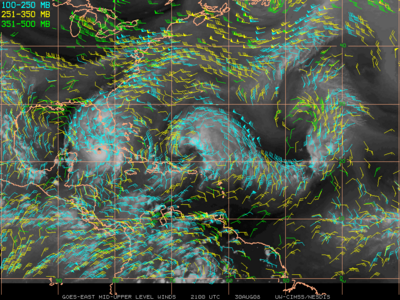 100-250 MB
251-350 MB
351-500 MB
GOES-EAST MID-UPPER LEVEL WINDS 2100 UTC 30AUG08 UW-CIMSS/NESDIS